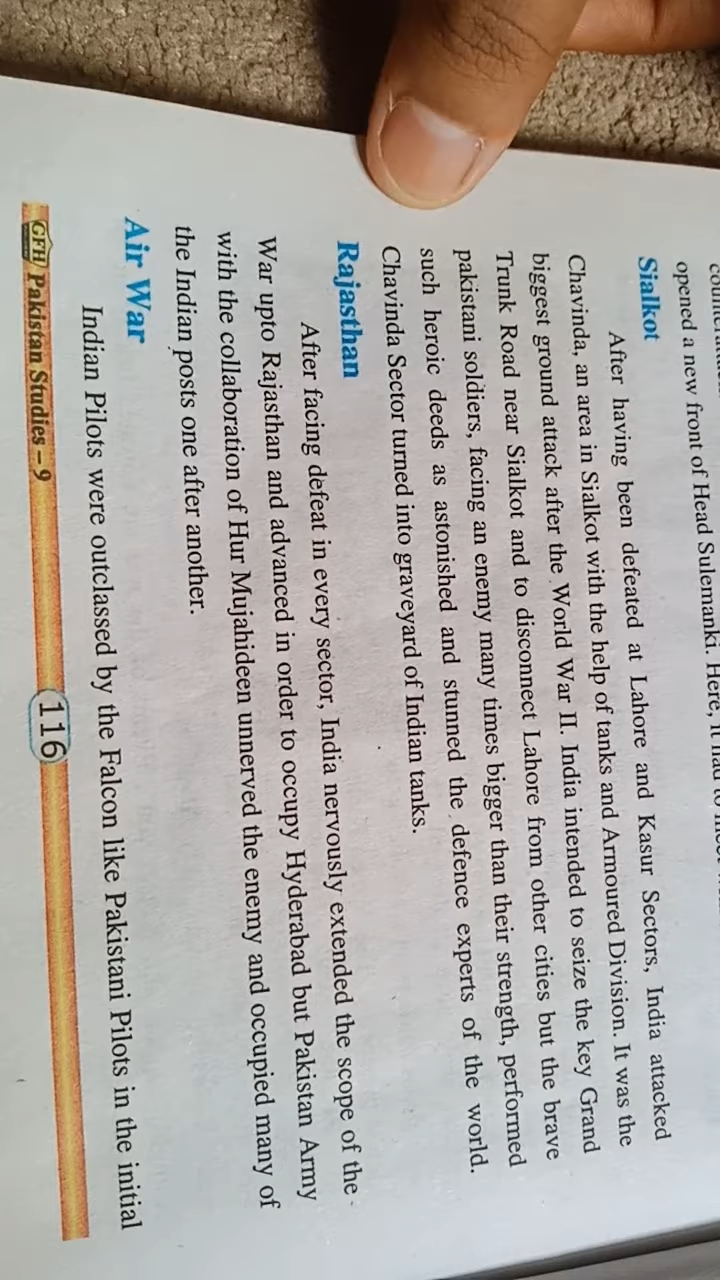 opened a new front of Head Sulemanki. Here, it had to
Sialkot
After having been defeated at Lahore and Kasur Sectors, India attacked
Chavinda, an area in Sialkot with the help of tanks and Armoured Division. It was the
biggest ground attack after the World War II. India intended to seize the key Grand
Trunk Road near Sialkot and to disconnect Lahore from other cities but the brave
pakistani soldiers, facing an enemy many times bigger than their strength, performed
such heroic deeds as astonished and stunned the defence experts of the world.
Chavinda Sector turned into graveyard of Indian tanks.
Rajasthan
After facing defeat in every sector, India nervously extended the scope of the
War upto Rajasthan and advanced in order to occupy Hyderabad but Pakistan Army
with the collaboration of Hur Mujahideen unnerved the enemy and occupied many of
the Indian posts one after another.
Air War
Indian Pilots were outclassed by the Falcon like Pakistani Pilots in the initial
GFH Pakistan Studies – 9
116